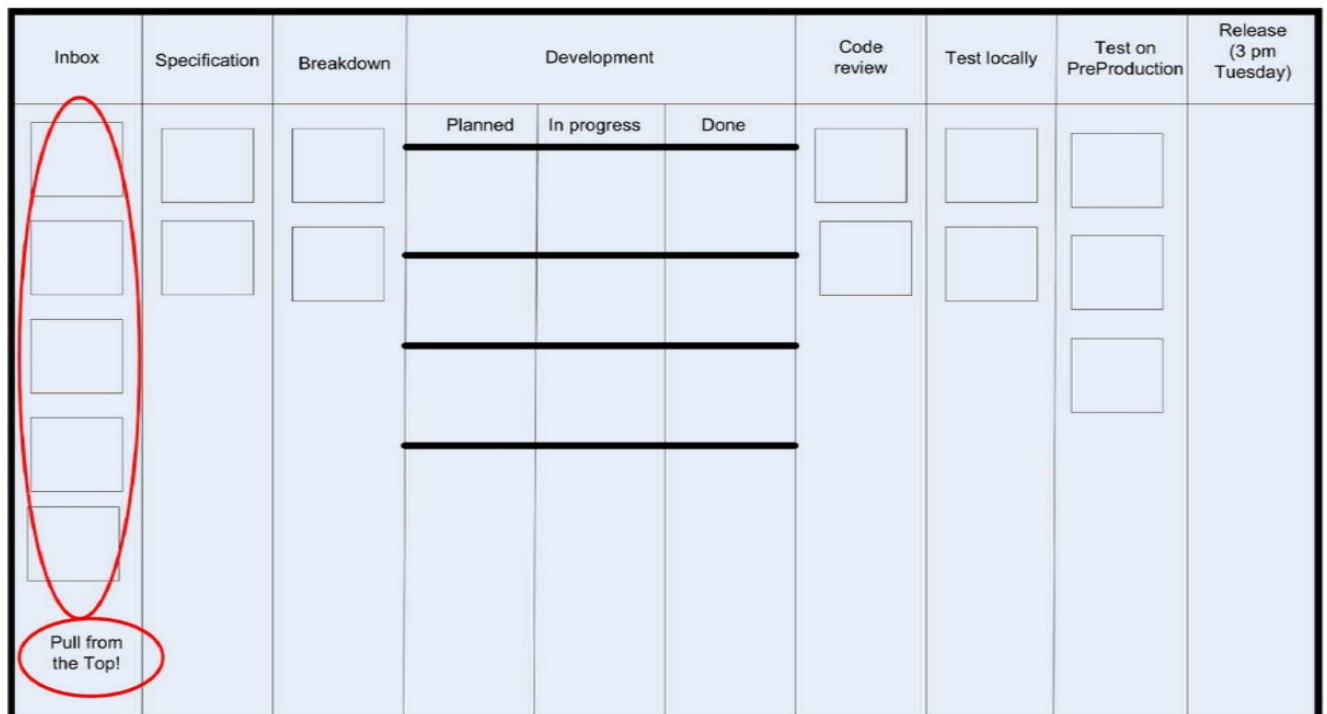 Inbox
Specification
Breakdown
Development
Code
review
Test locally
Test on
PreProduction
Release
(3 pm
Tuesday)
Planned
In progress
Done
Pull from
the Top!